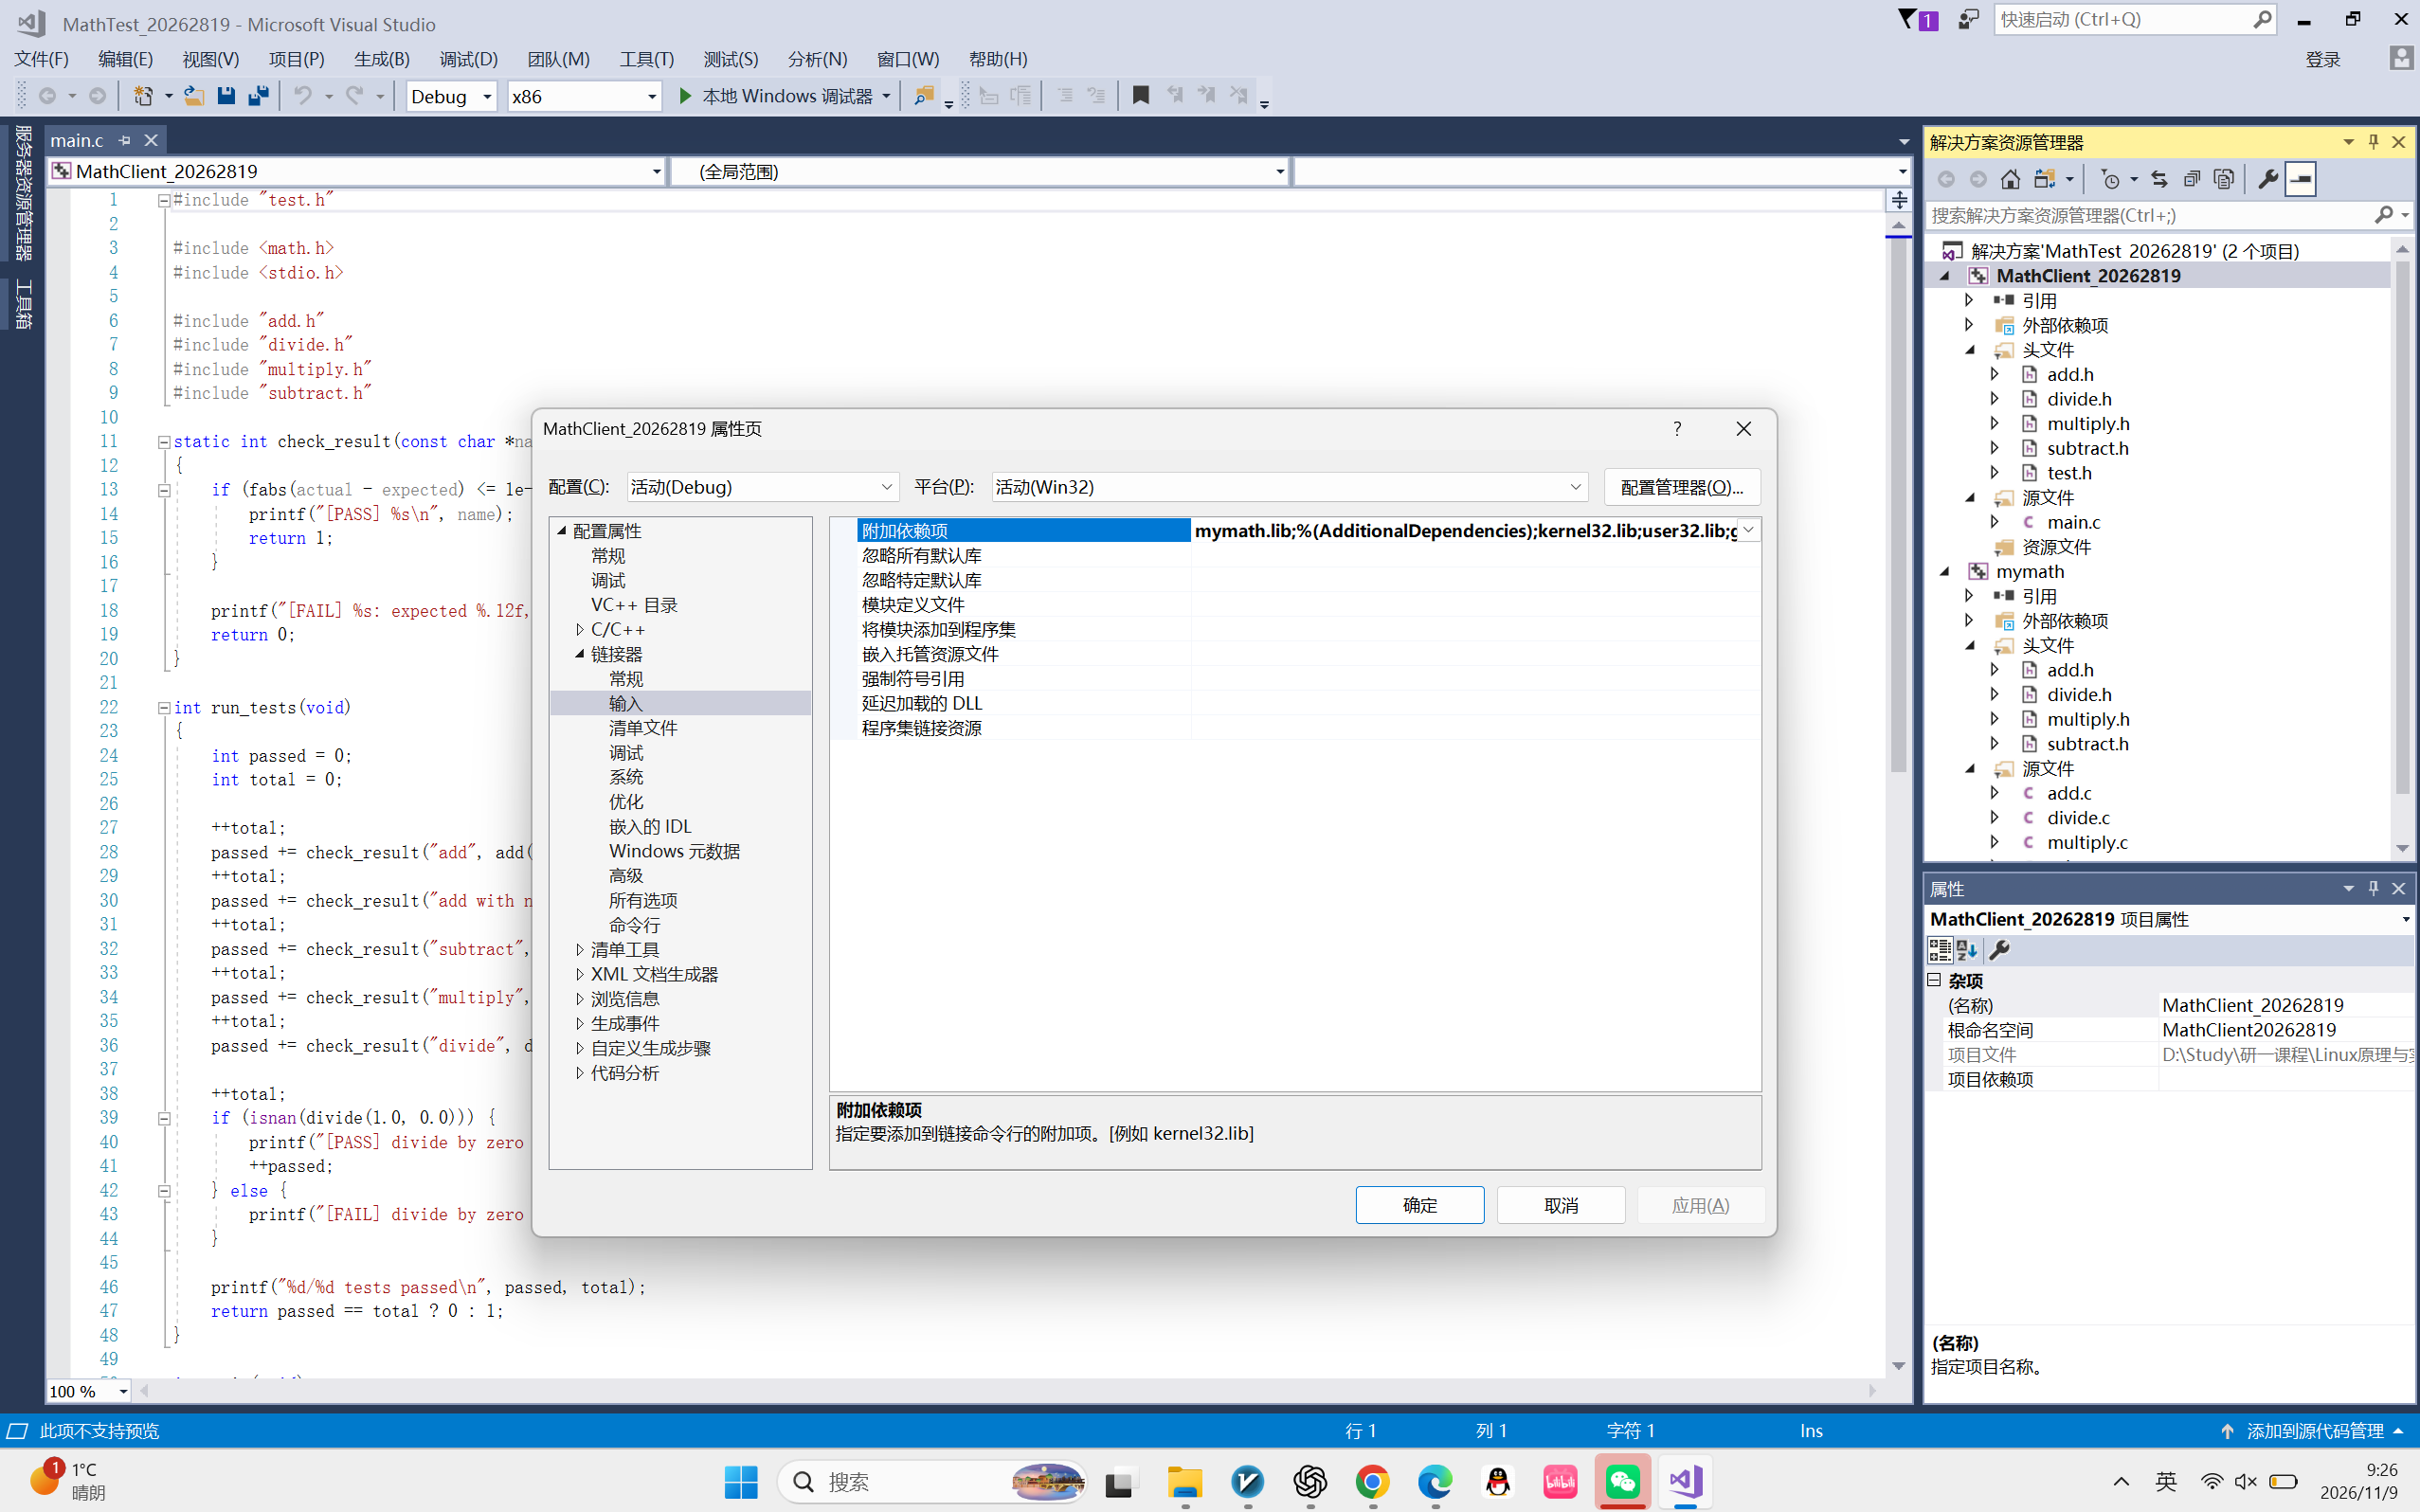 MathTest_20262819 - Microsoft Visual Studio
1
快速启动 (Ctrl+Q)
文件(F) 编辑(E) 视图(V) 项目(P) 生成(B) 调试(D) 团队(M) 工具(T) 测试(S) 分析(N) 窗口(W) 帮助(H)
登录
Debug x86 本地 Windows 调试器
服务器资源管理器
工具箱
main.c
MathClient_20262819 (全局范围)
1 #include "test.h"
2
3 #include <math.h>
4 #include <stdio.h>
5
6 #include "add.h"
7 #include "divide.h"
8 #include "multiply.h"
9 #include "subtract.h"
10
11 static int check_result(const char *na
12 {
13 if (fabs(actual - expected) <= 1e-
14 printf("[PASS] %s\n", name);
15 return 1;
16 }
17
18 printf("[FAIL] %s: expected %.12f,
19 return 0;
20 }
21
22 int run_tests(void)
23 {
24 int passed = 0;
25 int total = 0;
26
27 ++total;
28 passed += check_result("add", add(
29 ++total;
30 passed += check_result("add with n
31 ++total;
32 passed += check_result("subtract",
33 ++total;
34 passed += check_result("multiply",
35 ++total;
36 passed += check_result("divide", d
37
38 ++total;
39 if (isnan(divide(1.0, 0.0))) {
40 printf("[PASS] divide by zero
41 ++passed;
42 } else {
43 printf("[FAIL] divide by zero
44 }
45
46 printf("%d/%d tests passed\n", passed, total);
47 return passed == total ? 0 : 1;
48 }
49
100 %
MathClient_20262819 属性页
?
配置(C): 活动(Debug) 平台(P): 活动(Win32) 配置管理器(O)...
配置属性
常规
调试
VC++ 目录
C/C++
链接器
常规
输入
清单文件
调试
系统
优化
嵌入的 IDL
Windows 元数据
高级
所有选项
命令行
清单工具
XML 文档生成器
浏览信息
生成事件
自定义生成步骤
代码分析
附加依赖项 mymath.lib;%(AdditionalDependencies);kernel32.lib;user32.lib;g
忽略所有默认库
忽略特定默认库
模块定义文件
将模块添加到程序集
嵌入托管资源文件
强制符号引用
延迟加载的 DLL
程序集链接资源
附加依赖项
指定要添加到链接命令行的附加项。[例如 kernel32.lib]
确定 取消 应用(A)
解决方案资源管理器
搜索解决方案资源管理器(Ctrl+;)
解决方案'MathTest_20262819' (2 个项目)
MathClient_20262819
引用
外部依赖项
头文件
add.h
divide.h
multiply.h
subtract.h
test.h
源文件
main.c
资源文件
mymath
引用
外部依赖项
头文件
add.h
divide.h
multiply.h
subtract.h
源文件
add.c
divide.c
multiply.c
属性
MathClient_20262819 项目属性
杂项
(名称) MathClient_20262819
根命名空间 MathClient20262819
项目文件 D:\Study\研一课程\Linux原理与实
项目依赖项
(名称)
指定项目名称。
此项不支持预览 行 1 列 1 字符 1 Ins 添加到源代码管理
1
1°C
晴朗
搜索
bilibili
英
9:26
2026/11/9